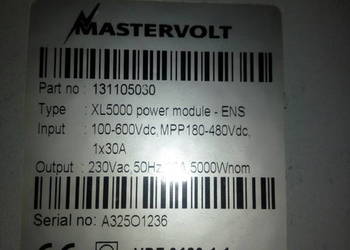 MASTERVOLT
Part no : 131105030
Type : XL5000 power module - ENS
Input : 100-600Vdc, MPP180-480Vdc,
1x30A
Output : 230Vac 50Hz, 5000Wnom
Serial no: A325O1236
CE